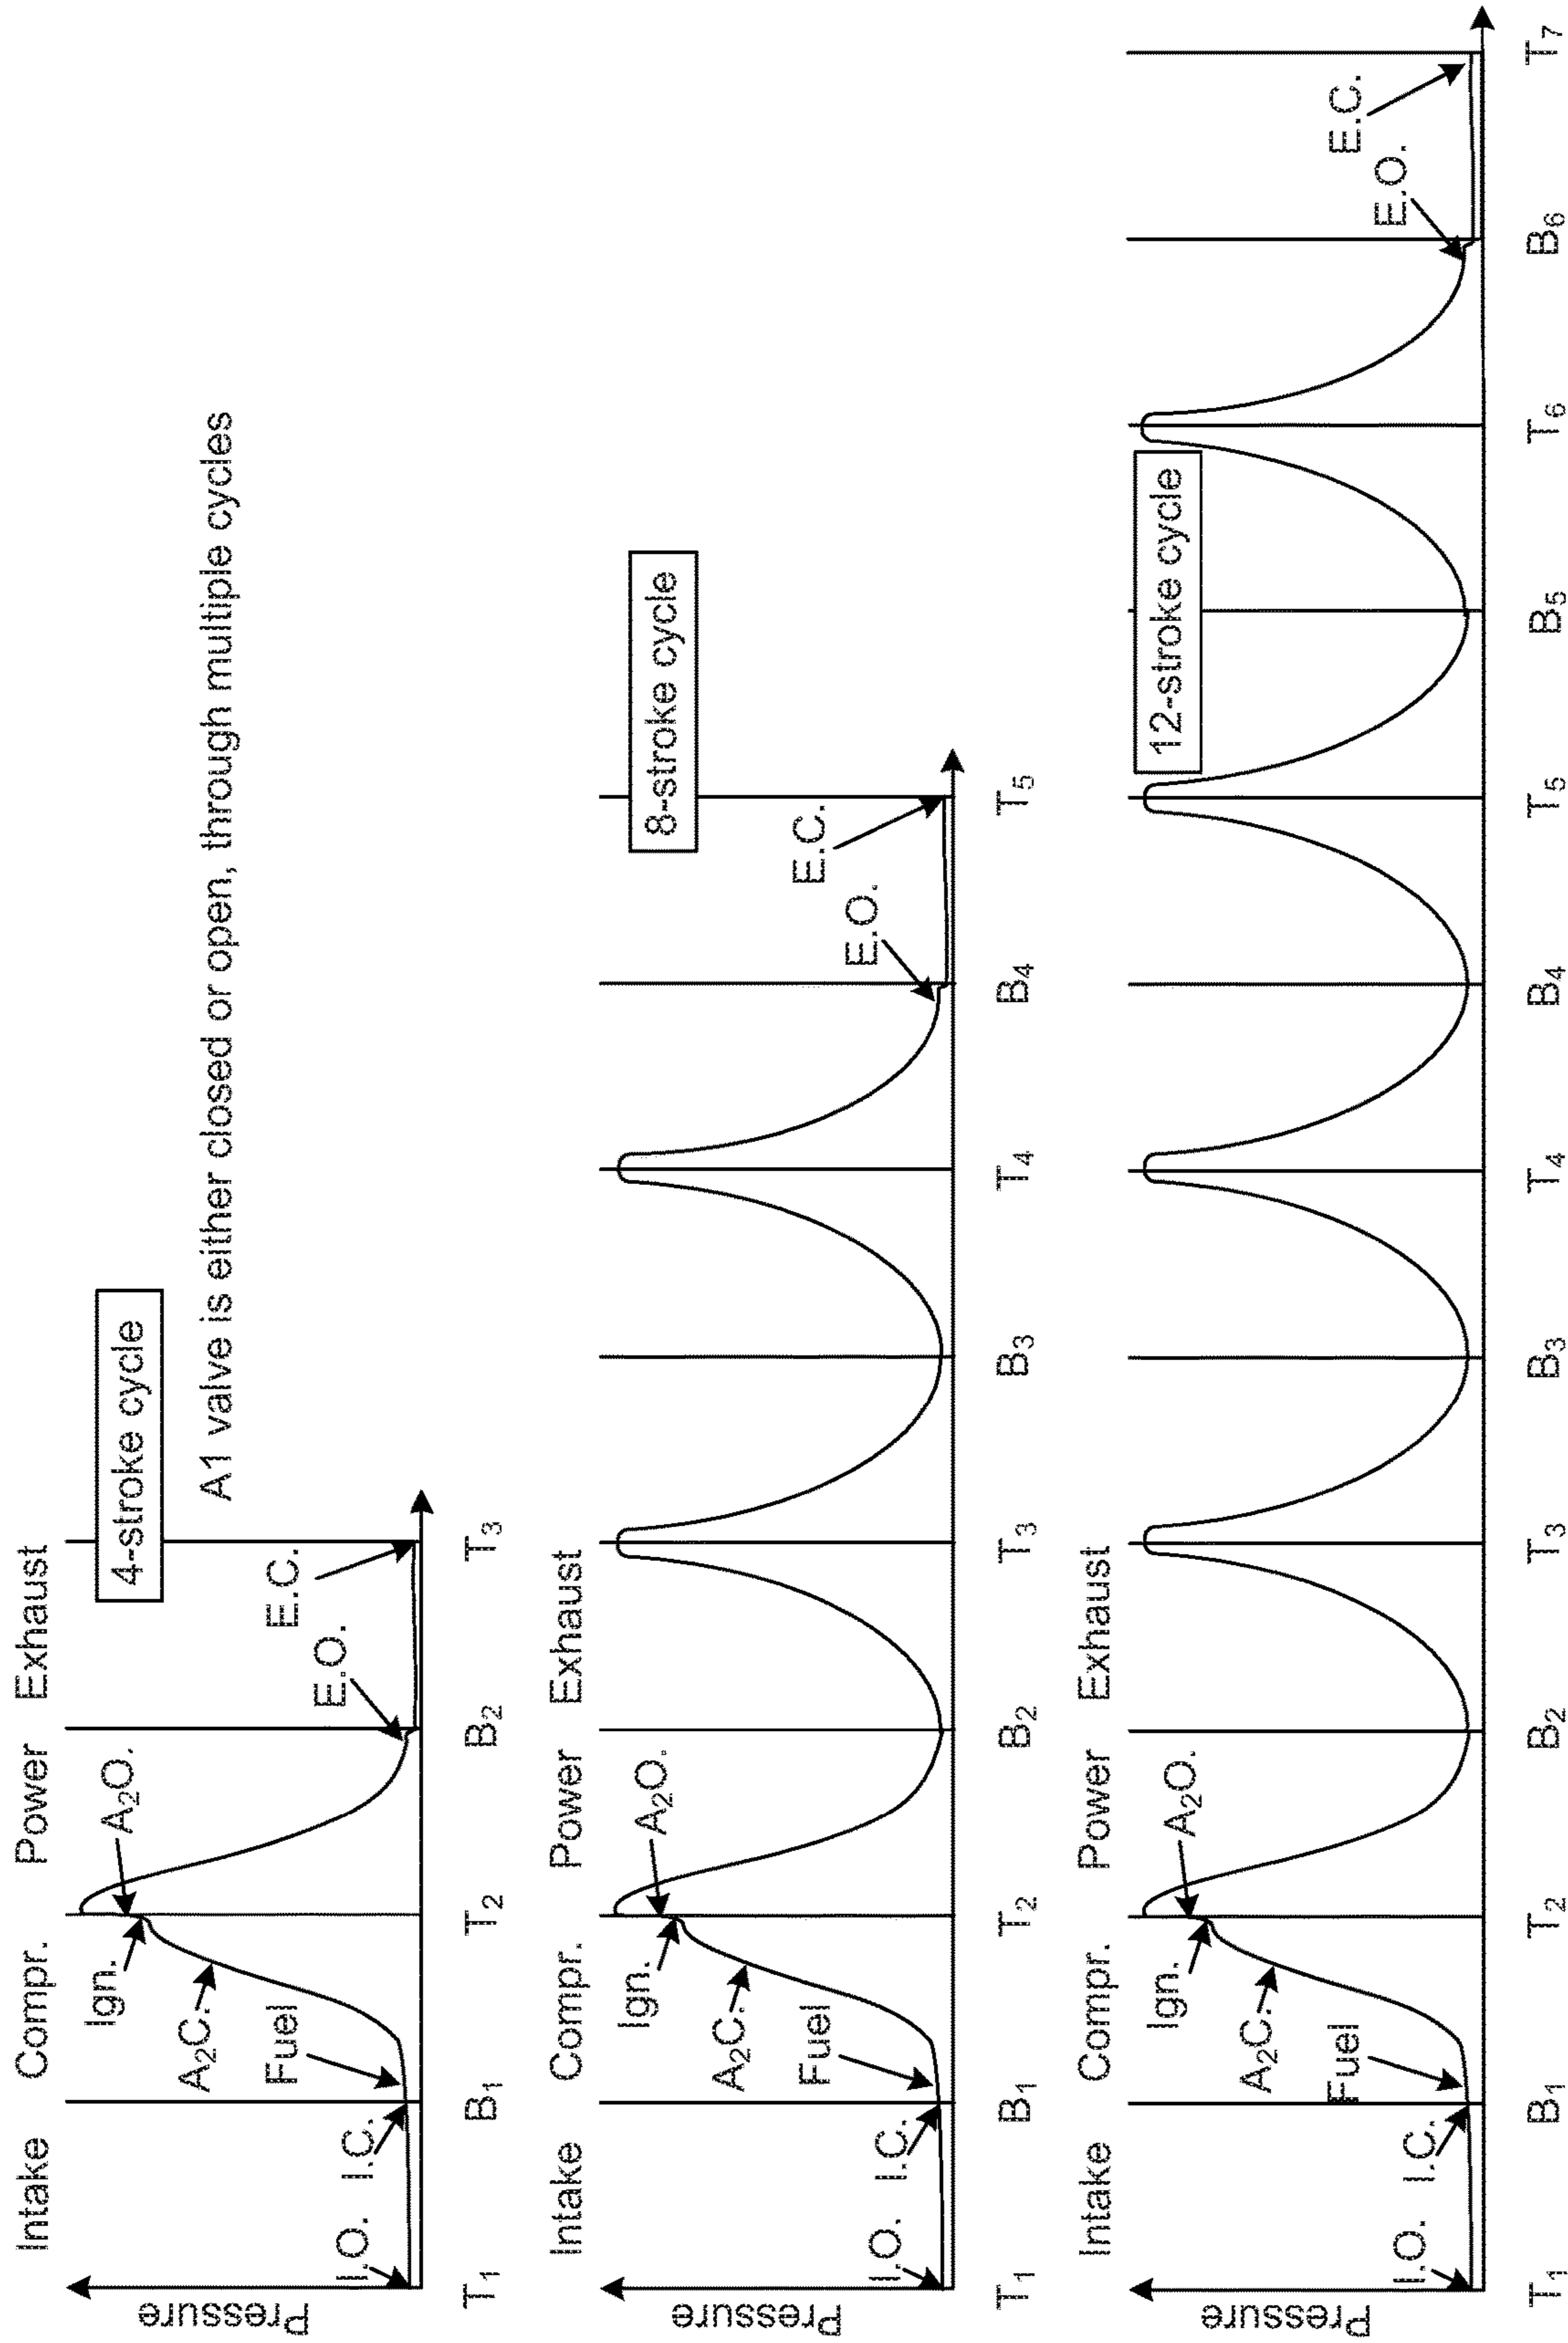 Intake Compr. Power Exhaust
4-stroke cycle
A1 valve is either closed or open, through multiple cycles
Pressure
I.O.
I.C.
Fuel
A₂C.
Ign.
A₂O.
E.O.
E.C.
T₁ B₁ T₂ B₂ T₃
Intake Compr. Power Exhaust
8-stroke cycle
Pressure
I.O.
I.C.
Fuel
A₂C.
Ign.
A₂O.
E.O.
E.C.
T₁ B₁ T₂ B₂ T₃ B₃ T₄ B₄ T₅
Intake Compr. Power Exhaust
12-stroke cycle
Pressure
I.O.
I.C.
Fuel
A₂C.
Ign.
A₂O.
E.O.
E.C.
T₁ B₁ T₂ B₂ T₃ B₃ T₄ B₄ T₅ B₅ T₆ B₆ T₇